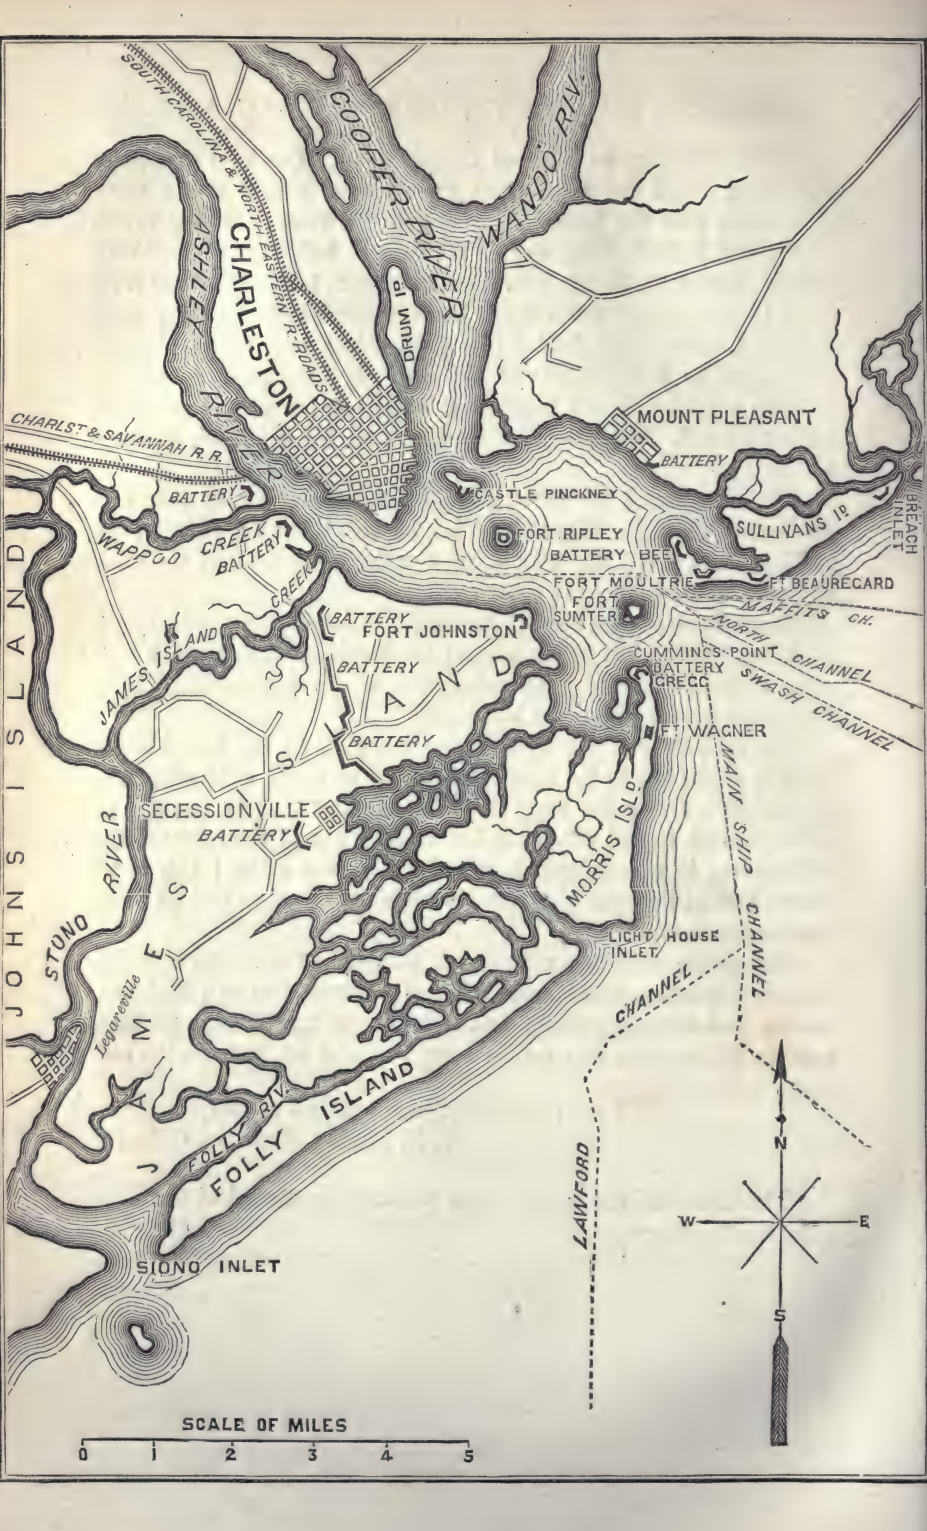 SOUTH CAROLINA & NORTH EASTERN R-ROADS
COOPER RIVER
WANDO RIV.
ASHLEY RIVER
CHARLESTON
DRUM ID
MOUNT PLEASANT
BATTERY
CHARLST & SAVANNAH R.R.
BATTERY
CASTLE PINCKNEY
SULLIVANS ID
BREACH INLET
WAPPOO CREEK
BATTERY
FORT RIPLEY
BATTERY BEE
FORT MOULTRIE
FT BEAUREGARD
MAFFITS CH.
FORT SUMTER
JAMES ISLAND CREEK
BATTERY
FORT JOHNSTON
NORTH CHANNEL
SWASH CHANNEL
CUMMINGS POINT
BATTERY GREGG
BATTERY
FT WAGNER
BATTERY
MAIN SHIP CHANNEL
JOHNS ISLAND
JAMES ISLAND
SECESSIONVILLE
BATTERY
MORRIS ISLD
STONO RIVER
LIGHT HOUSE INLET
Legareville
LAWFORD CHANNEL
FOLLY RIV.
FOLLY ISLAND
SIONO INLET
N
W
E
S
SCALE OF MILES
0 1 2 3 4 5